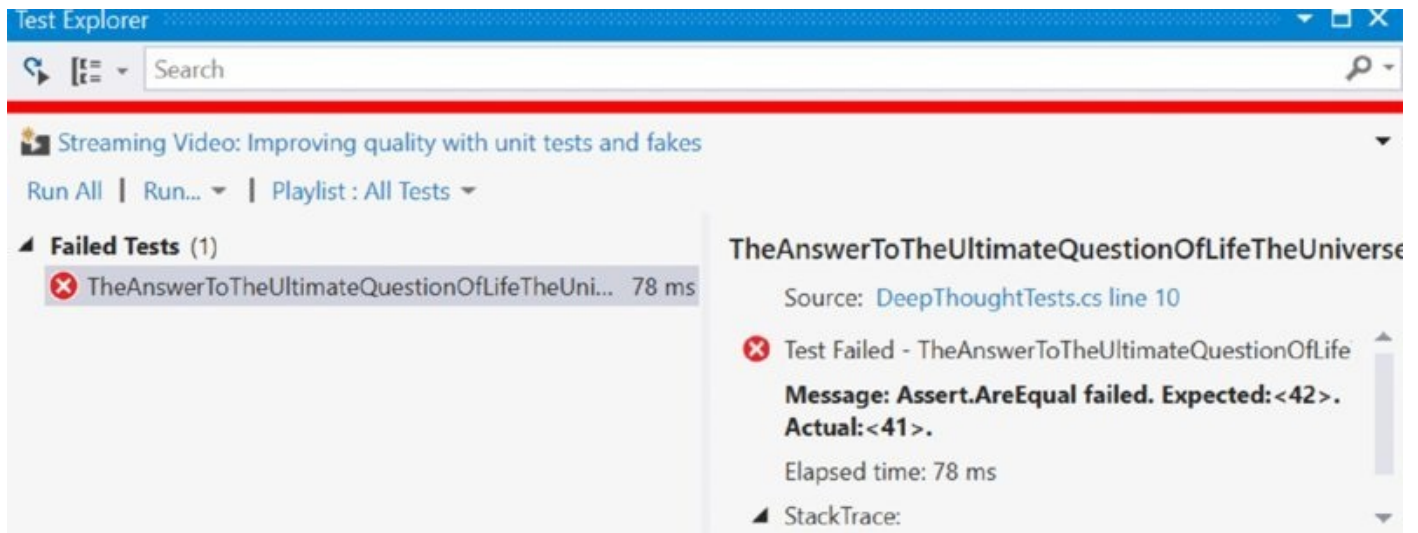 Test Explorer
Search
Streaming Video: Improving quality with unit tests and fakes
Run All | Run... | Playlist : All Tests
Failed Tests (1)
TheAnswerToTheUltimateQuestionOfLifeTheUni... 78 ms
TheAnswerToTheUltimateQuestionOfLifeTheUniverse
Source: DeepThoughtTests.cs line 10
Test Failed - TheAnswerToTheUltimateQuestionOfLife
Message: Assert.AreEqual failed. Expected:<42>.
Actual:<41>.
Elapsed time: 78 ms
StackTrace: